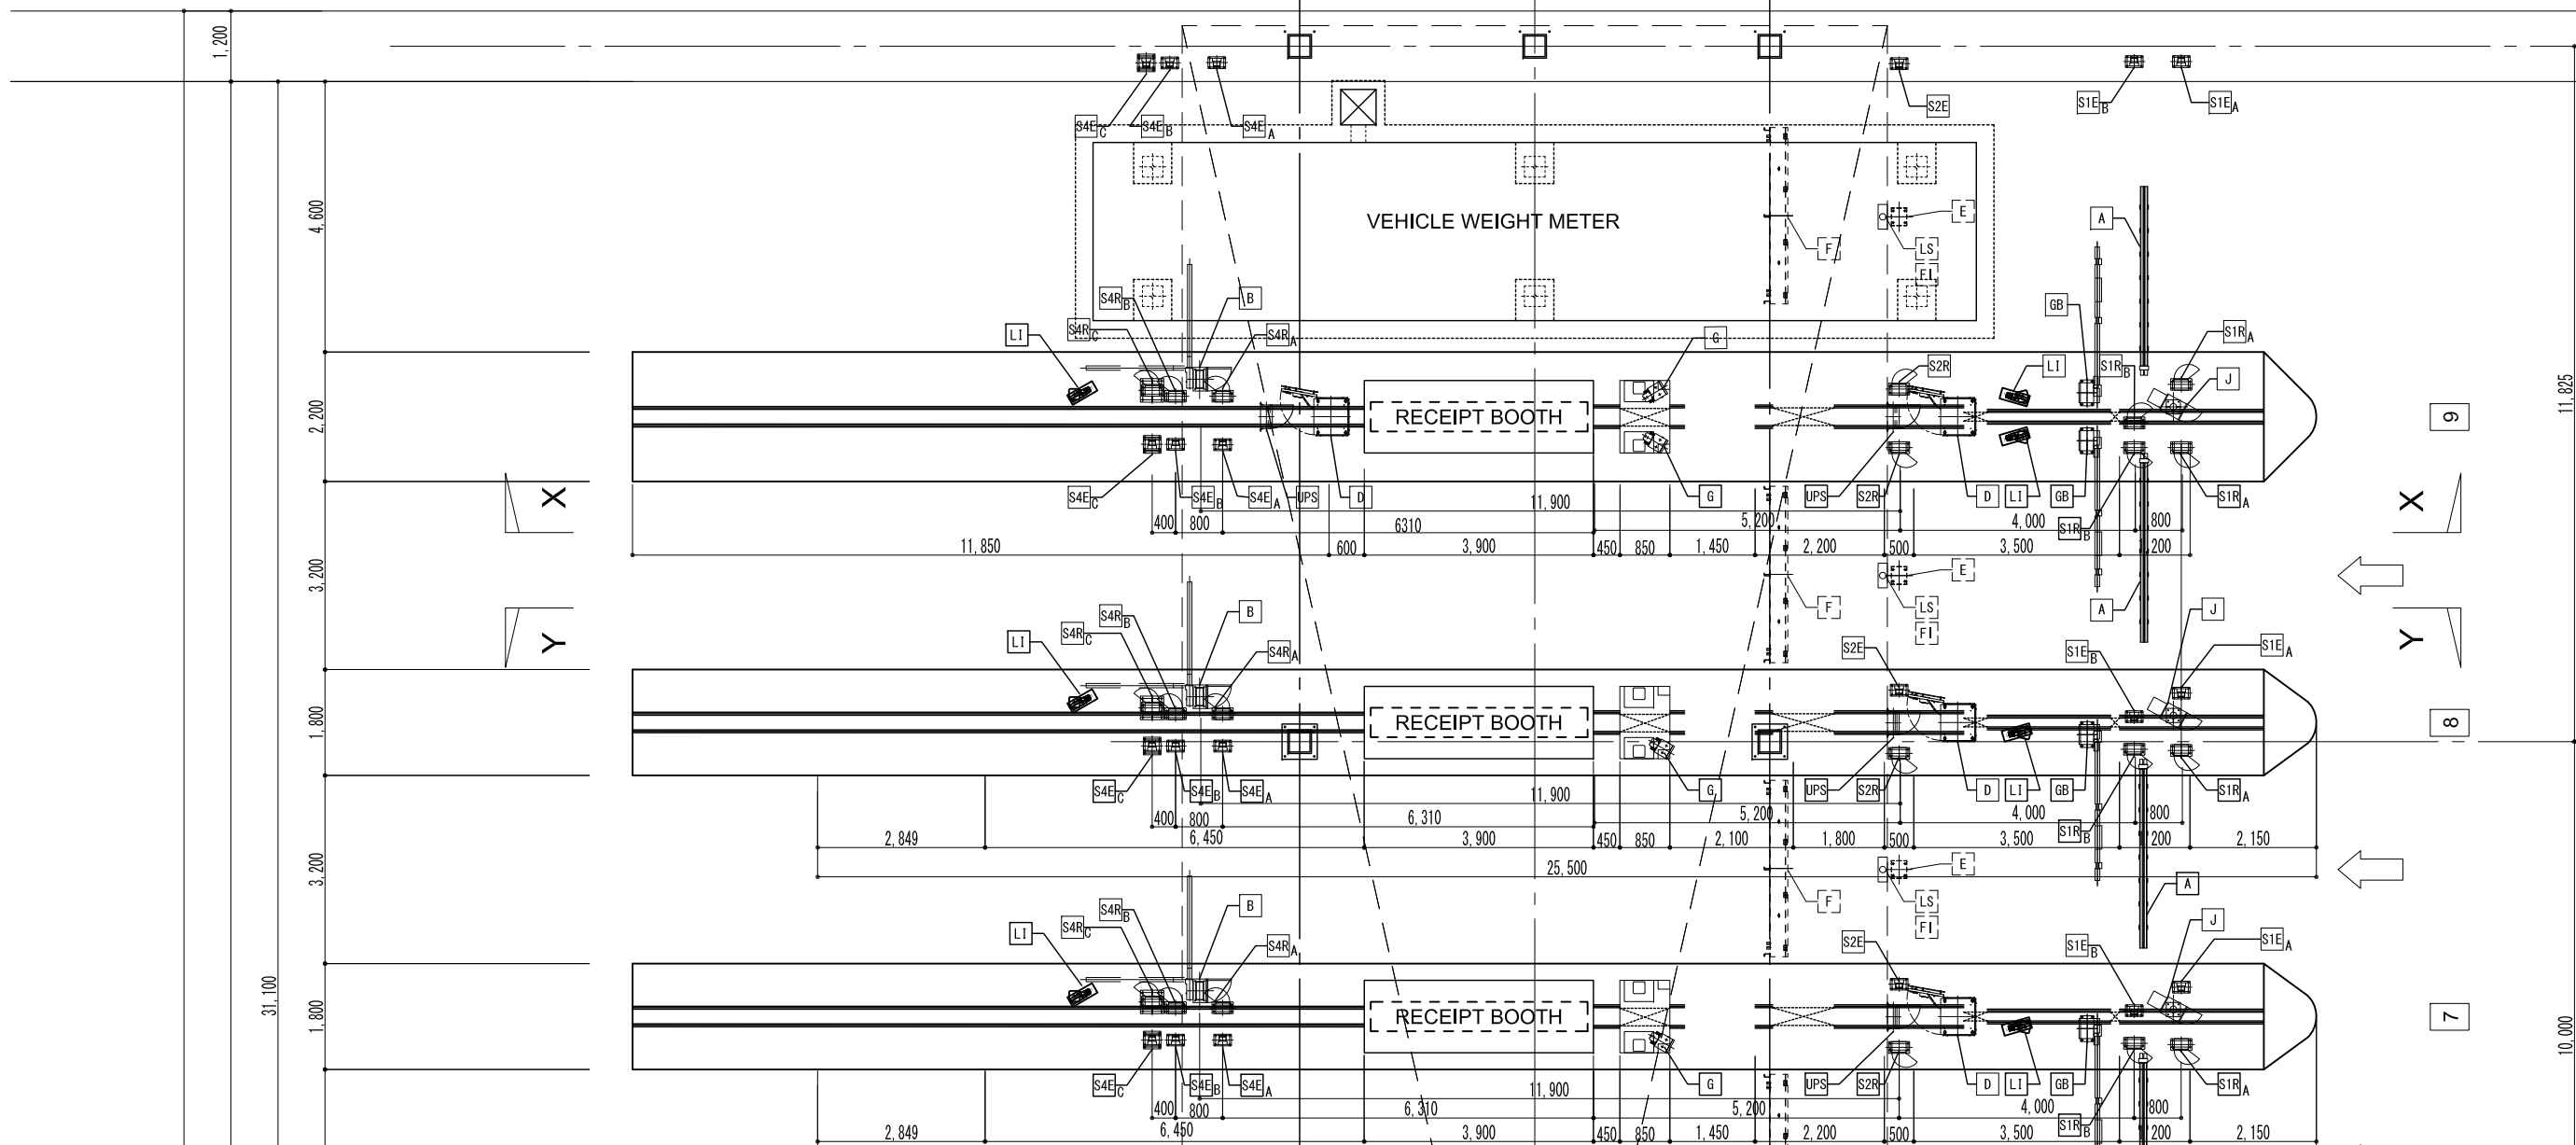 1,200
S4E C
S4E B
S4E A
S2E
S1E B
S1E A
4,600
VEHICLE WEIGHT METER
A
E
F
LS
FI
S4R B
B
GB
LI
S4R C
S4R A
G
S1R A
S2R
LI
S1R B
J
11,825
2,200
RECEIPT BOOTH
9
X
S4E C
S4E B
S4E A
UPS
D
G
UPS
S2R
D
LI
GB
S1R A
X
11,900
400
800
6310
5,200
4,000
800
S1R B
11,850
600
3,900
450
850
1,450
2,200
500
3,500
1,200
3,200
E
F
LS
FI
A
J
Y
LI
S4R C
S4R B
B
S4R A
S2E
S1E B
S1E A
Y
1,800
RECEIPT BOOTH
8
S4E C
S4E B
S4E A
G
UPS
S2R
D
LI
GB
S1R A
11,900
400
800
6,310
5,200
4,000
800
S1R B
2,849
6,450
3,900
450
850
2,100
1,800
500
3,500
1,200
2,150
25,500
3,200
E
F
LS
FI
A
J
LI
S4R C
S4R B
B
S4R A
S2E
S1E B
S1E A
31,100
1,800
RECEIPT BOOTH
7
10,000
S4E C
S4E B
S4E A
G
UPS
S2R
D
LI
GB
S1R A
11,900
400
800
6,310
5,200
4,000
800
S1R B
2,849
6,450
3,900
450
850
1,450
2,200
500
3,500
1,200
2,150